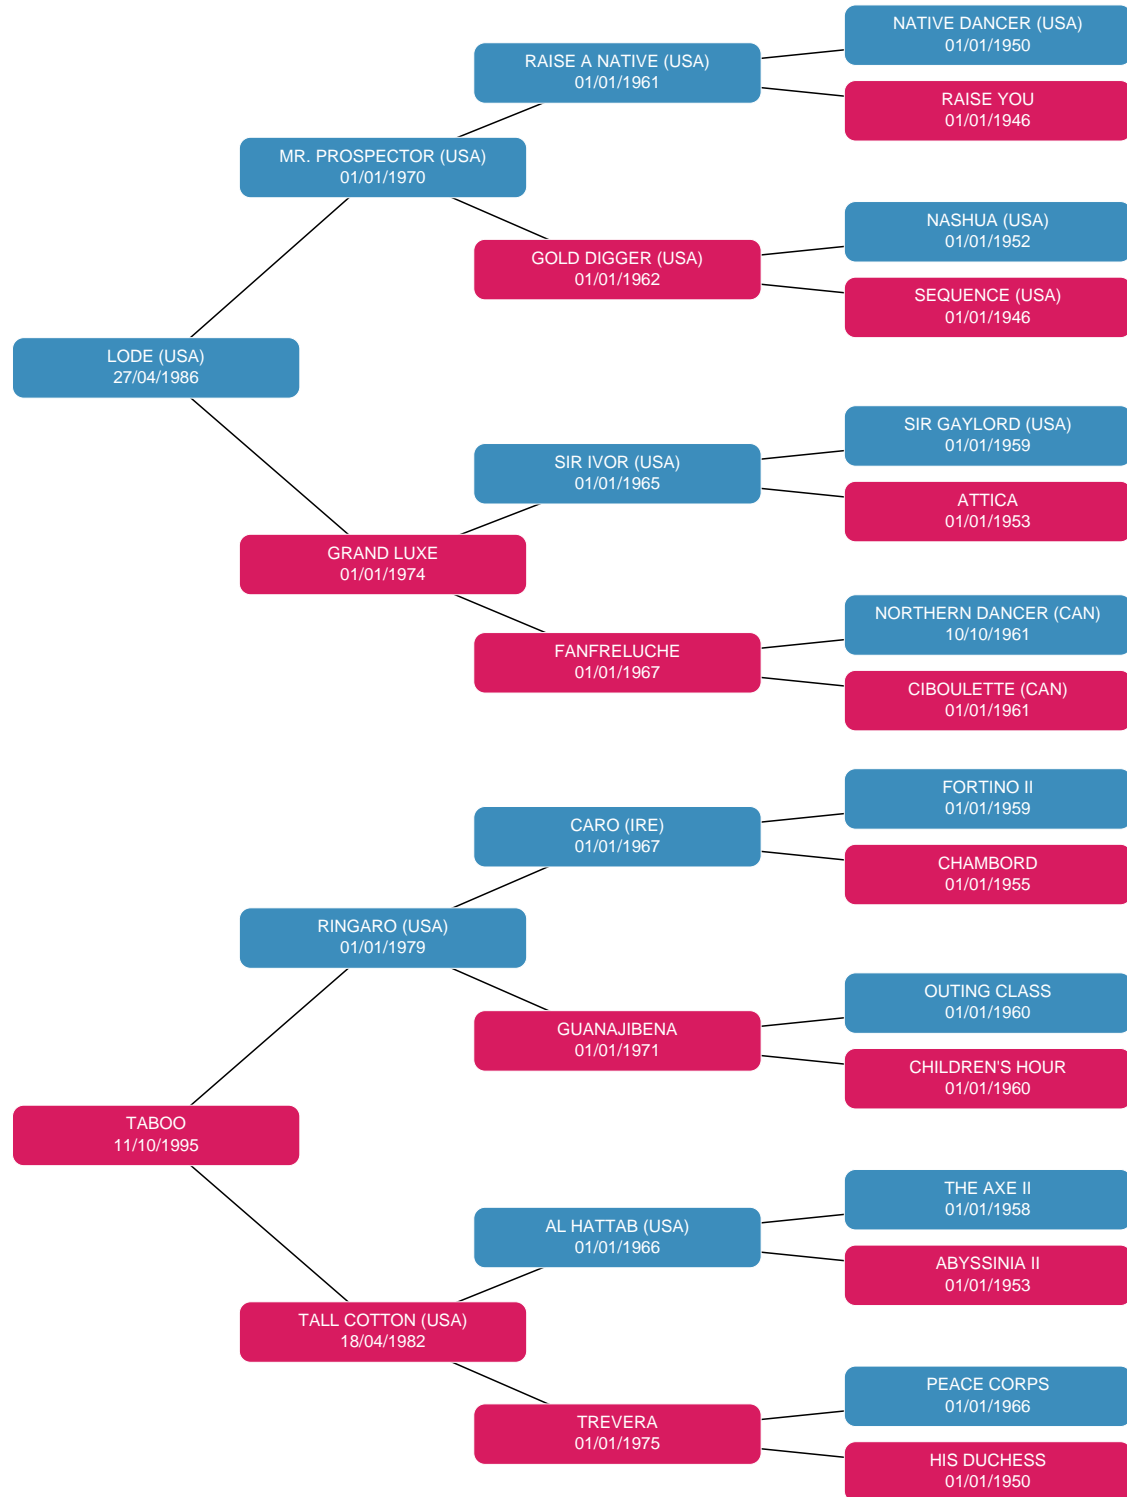 NATIVE DANCER (USA)
01/01/1950
RAISE A NATIVE (USA)
01/01/1961
RAISE YOU
01/01/1946
MR. PROSPECTOR (USA)
01/01/1970
NASHUA (USA)
01/01/1952
GOLD DIGGER (USA)
01/01/1962
SEQUENCE (USA)
01/01/1946
LODE (USA)
27/04/1986
SIR GAYLORD (USA)
01/01/1959
SIR IVOR (USA)
01/01/1965
ATTICA
01/01/1953
GRAND LUXE
01/01/1974
NORTHERN DANCER (CAN)
10/10/1961
FANFRELUCHE
01/01/1967
CIBOULETTE (CAN)
01/01/1961
FORTINO II
01/01/1959
CARO (IRE)
01/01/1967
CHAMBORD
01/01/1955
RINGARO (USA)
01/01/1979
OUTING CLASS
01/01/1960
GUANAJIBENA
01/01/1971
CHILDREN'S HOUR
01/01/1960
TABOO
11/10/1995
THE AXE II
01/01/1958
AL HATTAB (USA)
01/01/1966
ABYSSINIA II
01/01/1953
TALL COTTON (USA)
18/04/1982
PEACE CORPS
01/01/1966
TREVERA
01/01/1975
HIS DUCHESS
01/01/1950